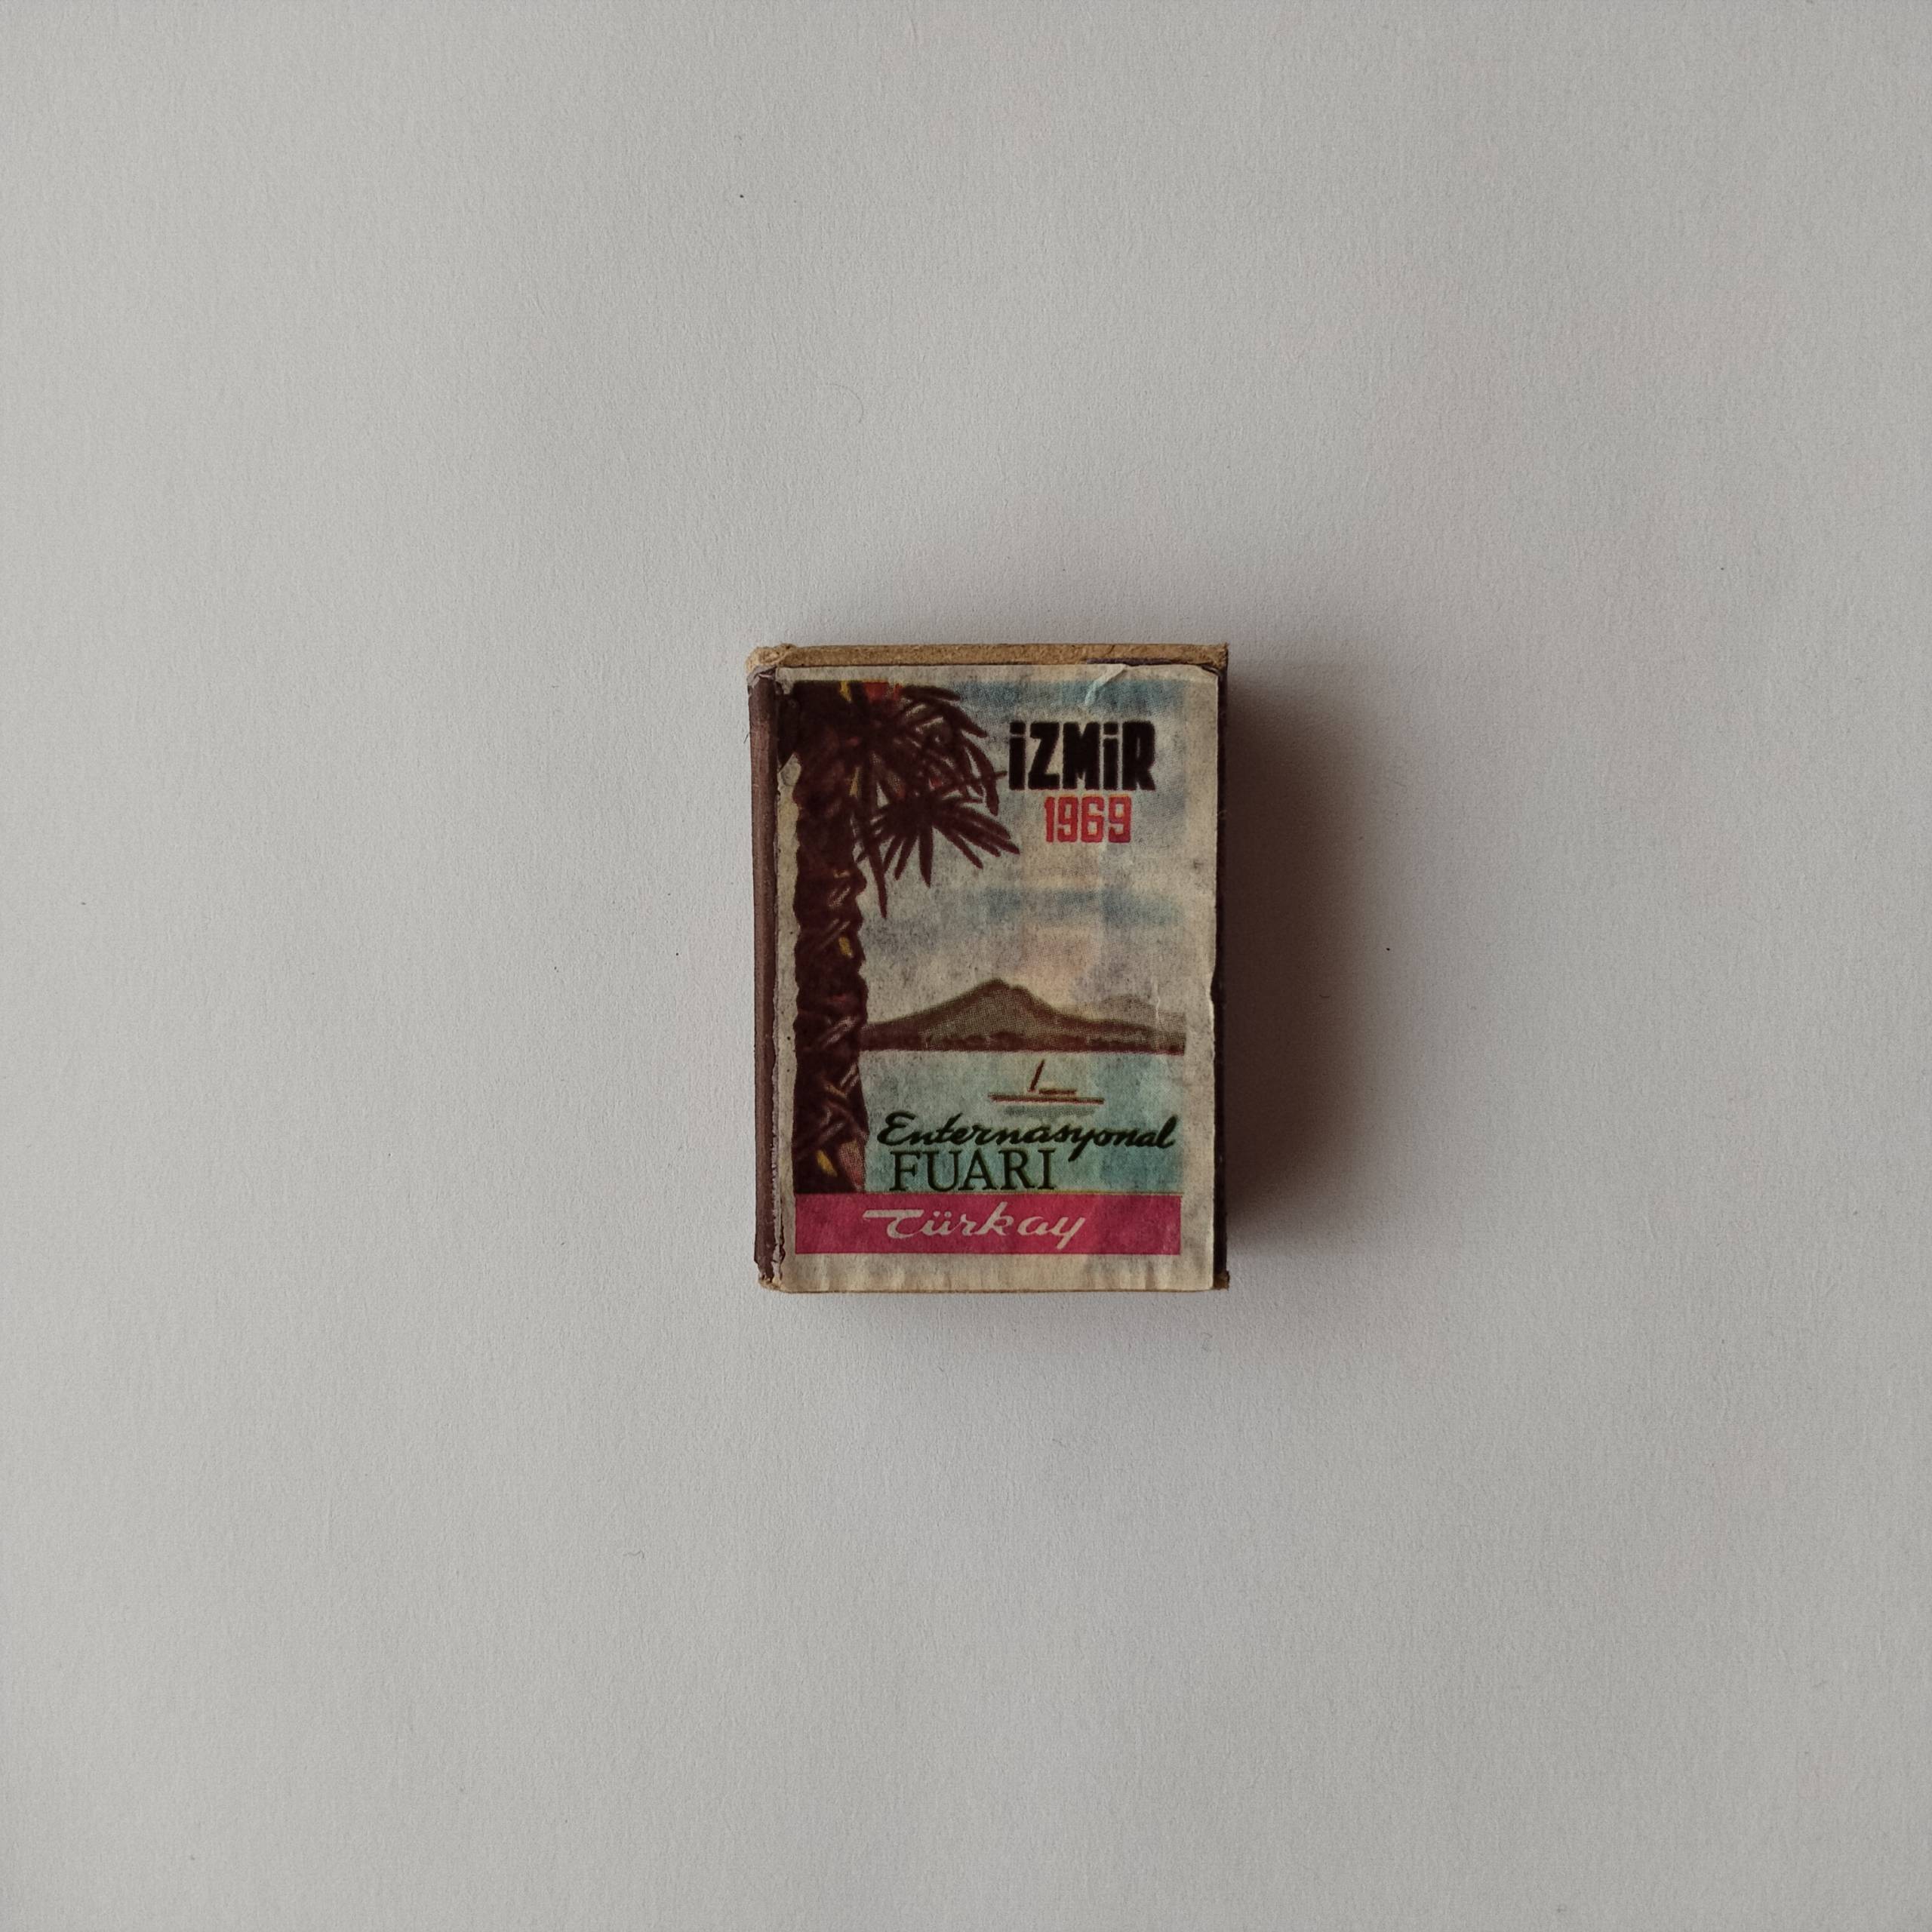 İZMİR
1969
Enternasyonal
FUARI
Türkay